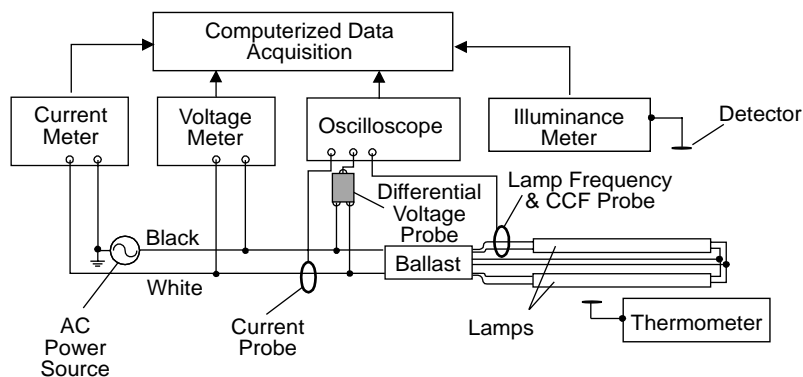 Computerized Data
Acquisition
Current
Meter
Voltage
Meter
Oscilloscope
Illuminance
Meter
Detector
Differential
Voltage
Probe
Lamp Frequency
& CCF Probe
Black
White
Ballast
AC
Power
Source
Current
Probe
Lamps
Thermometer